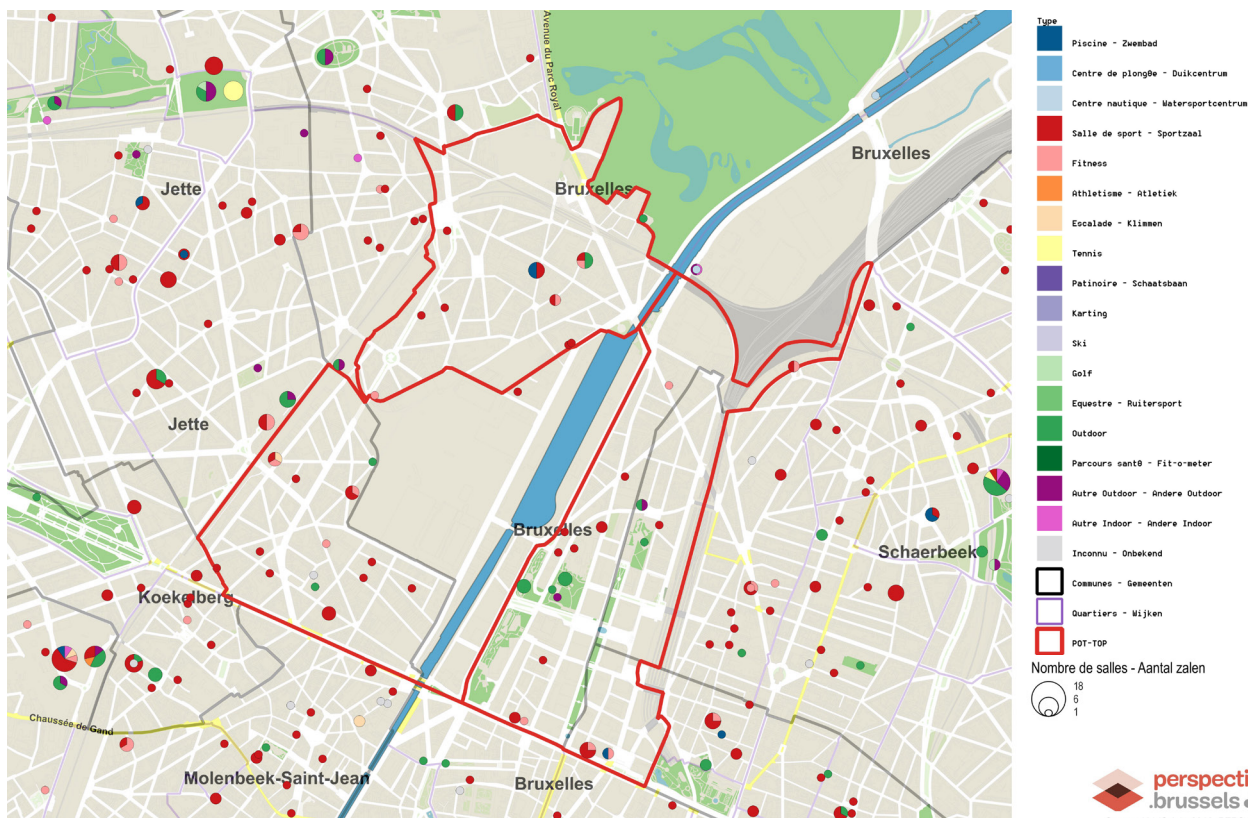 Avenue du Parc Royal
Bruxelles
Bruxelles
Jette
Jette
Bruxelles
Schaerbeek
Koekelberg
Chaussée de Gand
Molenbeek-Saint-Jean
Bruxelles
Type
Piscine - Zwembad
Centre de plongθe - Duikcentrum
Centre nautique - Watersportcentrum
Salle de sport - Sportzaal
Fitness
Athletisme - Atletiek
Escalade - Klimmen
Tennis
Patinoire - Schaatsbaan
Karting
Ski
Golf
Equestre - Ruitersport
Outdoor
Parcours santθ - Fit-o-meter
Autre Outdoor - Andere Outdoor
Autre Indoor - Andere Indoor
Inconnu - Onbekend
Communes - Gemeenten
Quartiers - Wijken
POT-TOP
Nombre de salles - Aantal zalen
18
6
1
perspecti
.brussels